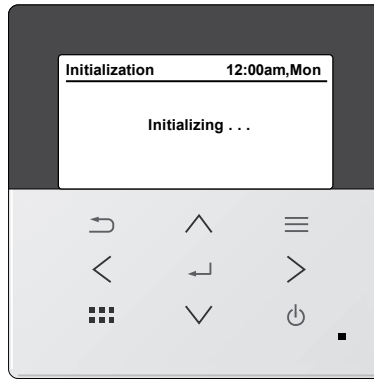 Initialization 12:00am,Mon
Initializing . . .